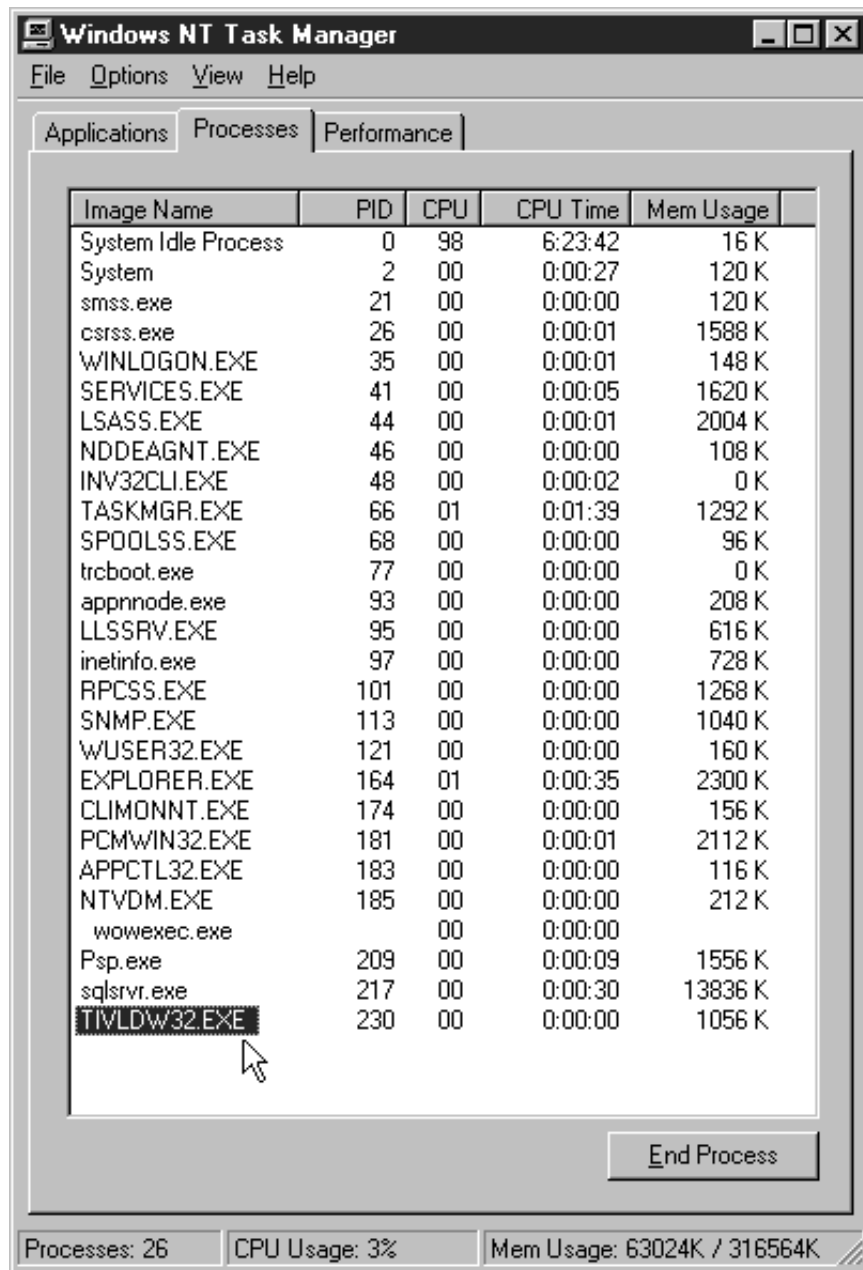 Windows NT Task Manager
File Options View Help
Applications Processes Performance
Image Name PID CPU CPU Time Mem Usage
System Idle Process 0 98 6:23:42 16 K
System 2 00 0:00:27 120 K
smss.exe 21 00 0:00:00 120 K
csrss.exe 26 00 0:00:01 1588 K
WINLOGON.EXE 35 00 0:00:01 148 K
SERVICES.EXE 41 00 0:00:05 1620 K
LSASS.EXE 44 00 0:00:01 2004 K
NDDEAGNT.EXE 46 00 0:00:00 108 K
INV32CLI.EXE 48 00 0:00:02 0 K
TASKMGR.EXE 66 01 0:01:39 1292 K
SPOOLSS.EXE 68 00 0:00:00 96 K
trcboot.exe 77 00 0:00:00 0 K
appnnode.exe 93 00 0:00:00 208 K
LLSSRV.EXE 95 00 0:00:00 616 K
inetinfo.exe 97 00 0:00:00 728 K
RPCSS.EXE 101 00 0:00:00 1268 K
SNMP.EXE 113 00 0:00:00 1040 K
WUSER32.EXE 121 00 0:00:00 160 K
EXPLORER.EXE 164 01 0:00:35 2300 K
CLIMONNT.EXE 174 00 0:00:00 156 K
PCMWIN32.EXE 181 00 0:00:01 2112 K
APPCTL32.EXE 183 00 0:00:00 116 K
NTVDM.EXE 185 00 0:00:00 212 K
wowexec.exe 00 0:00:00
Psp.exe 209 00 0:00:09 1556 K
sqlsrvr.exe 217 00 0:00:30 13836 K
TIVLDW32.EXE 230 00 0:00:00 1056 K
End Process
Processes: 26 CPU Usage: 3% Mem Usage: 63024K / 316564K